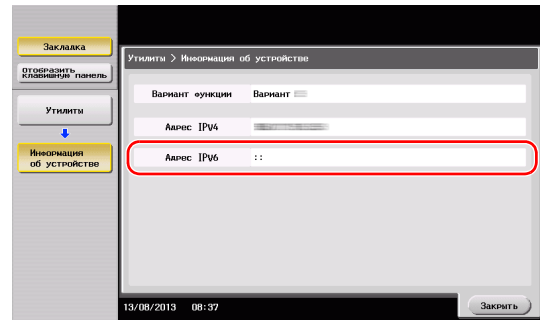 Закладка
Отобразить
клавишную панель
Утилиты
Информация
об устройстве
Утилиты > Информация об устройстве
Вариант функции Вариант
Адрес IPv4
Адрес IPv6 ::
13/08/2013 08:37
Закрыть